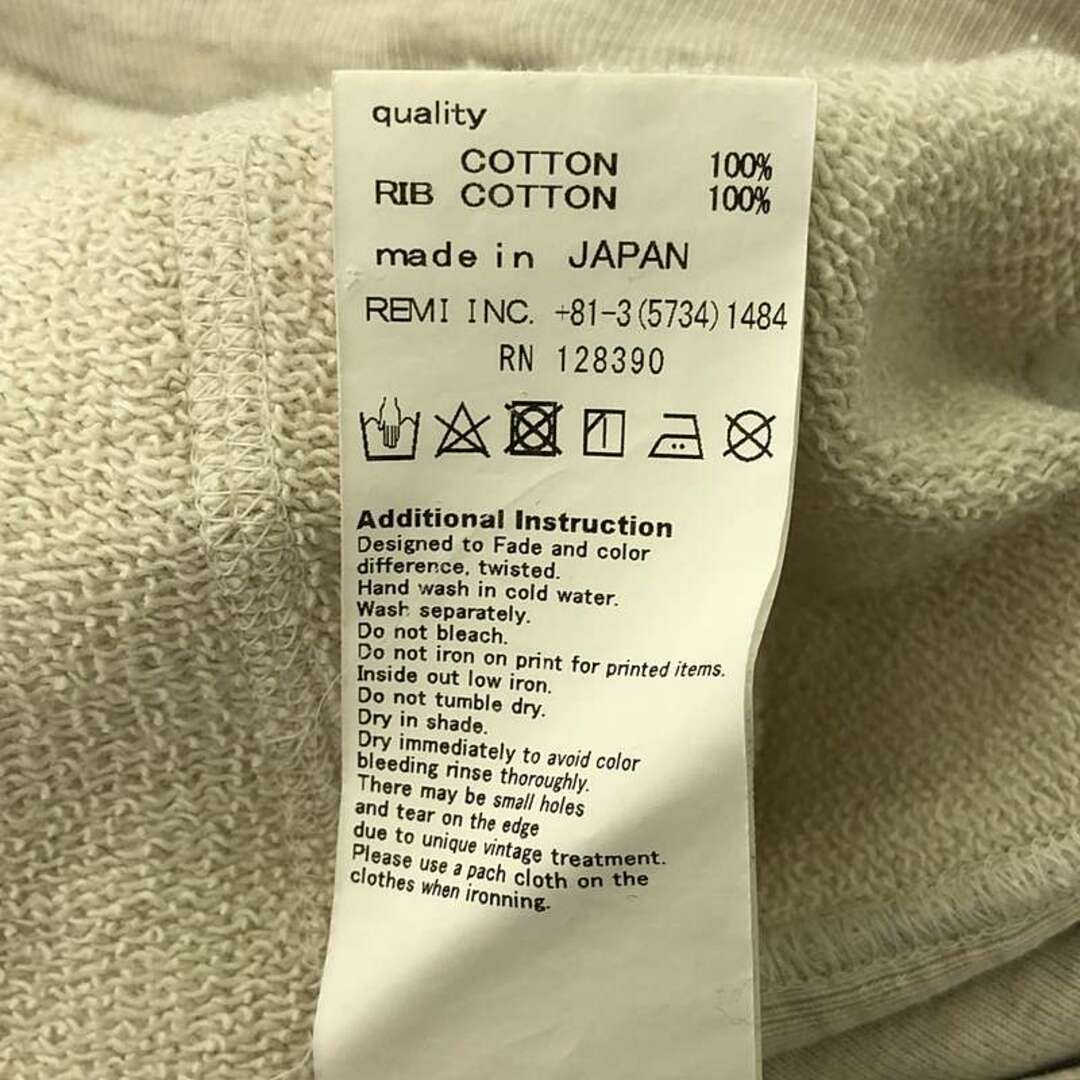 quality
COTTON 100%
RIB COTTON 100%
made in JAPAN
REMI INC. +81-3(5734)1484
RN 128390
Additional Instruction
Designed to Fade and color
difference, twisted.
Hand wash in cold water.
Wash separately.
Do not bleach.
Do not iron on print for printed items.
Inside out low iron.
Do not tumble dry.
Dry in shade.
Dry immediately to avoid color
bleeding rinse thoroughly.
There may be small holes
and tear on the edge
due to unique vintage treatment.
Please use a pach cloth on the
clothes when ironning.